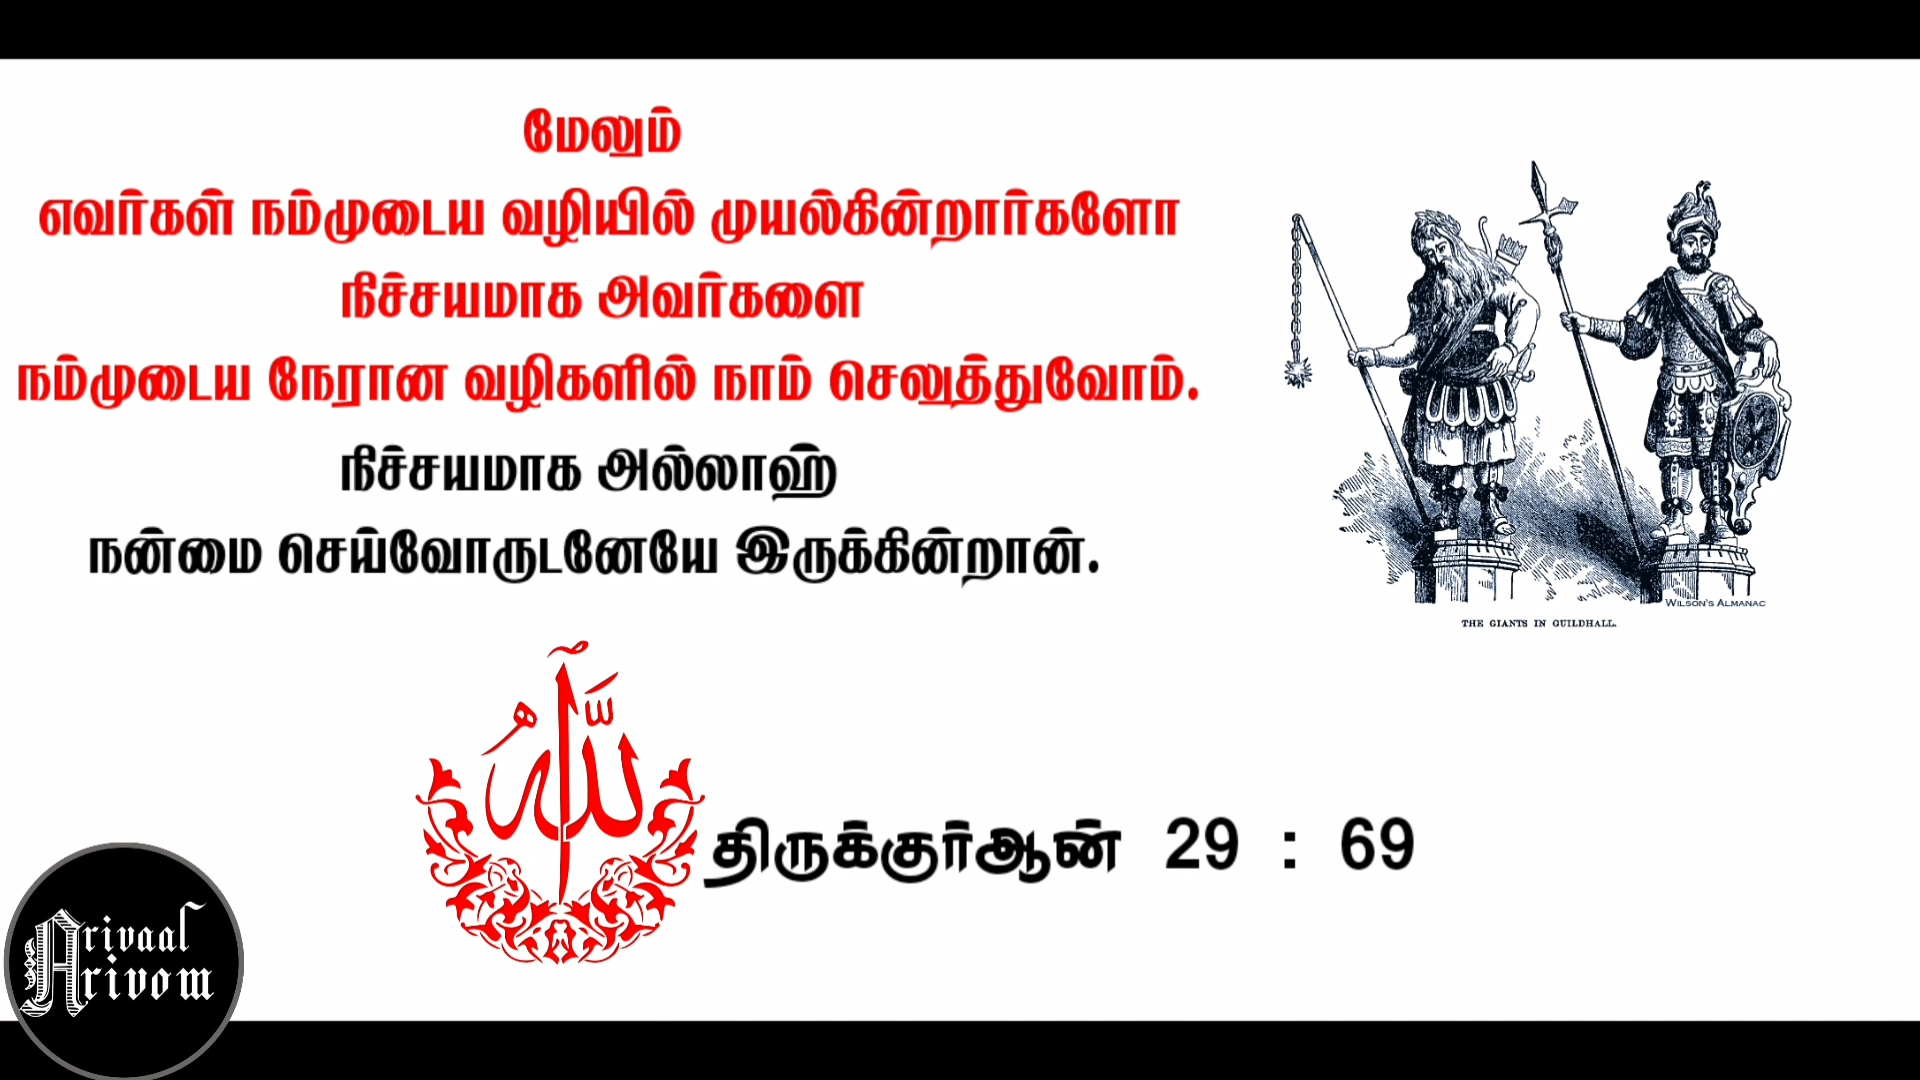 மேலும்
எவர்கள் நம்முடைய வழியில் முயல்கின்றார்களோ
நிச்சயமாக அவர்களை
நம்முடைய நேரான வழிகளில் நாம் செலுத்துவோம்.
நிச்சயமாக அல்லாஹ்
நன்மை செய்வோருடனேயே இருக்கின்றான்.
WILSON'S ALMANAC
THE GIANTS IN GUILDHALL.
الله
திருக்குர்ஆன் 29 : 69
Arivaal
Arivom